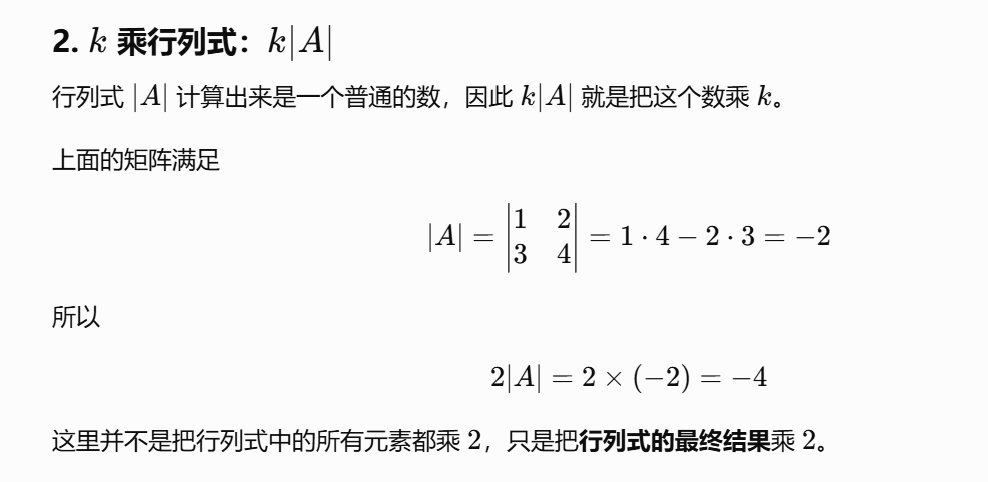 2. k 乘行列式：k|A|
行列式 |A| 计算出来是一个普通的数，因此 k|A| 就是把这个数乘 k。
上面的矩阵满足
|A| = |1 2; 3 4| = 1 · 4 − 2 · 3 = −2
所以
2|A| = 2 × (−2) = −4
这里并不是把行列式中的所有元素都乘 2，只是把行列式的最终结果乘 2。